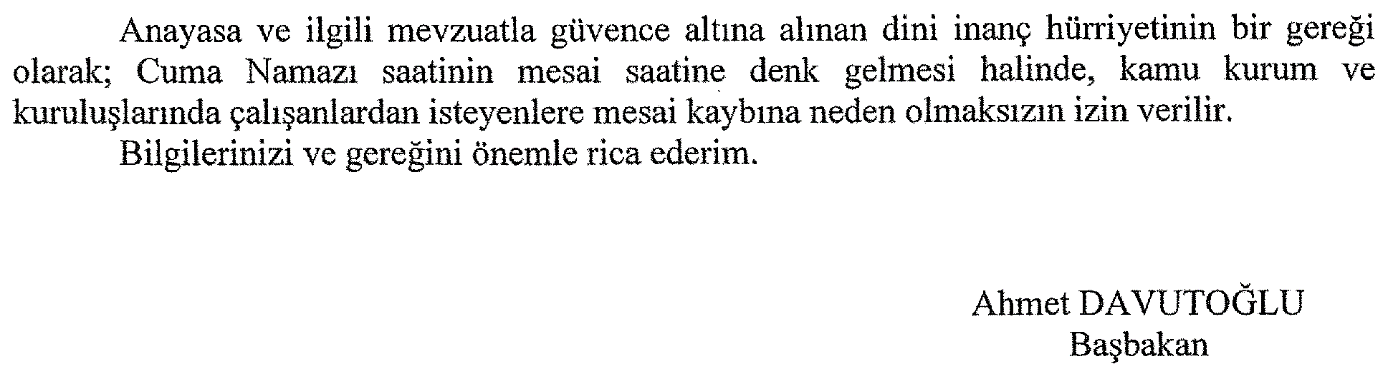 Anayasa ve ilgili mevzuatla güvence altına alınan dini inanç hürriyetinin bir gereği
olarak; Cuma Namazı saatinin mesai saatine denk gelmesi halinde, kamu kurum ve
kuruluşlarında çalışanlardan isteyenlere mesai kaybına neden olmaksızın izin verilir.
Bilgilerinizi ve gereğini önemle rica ederim.
Ahmet DAVUTOĞLU
Başbakan